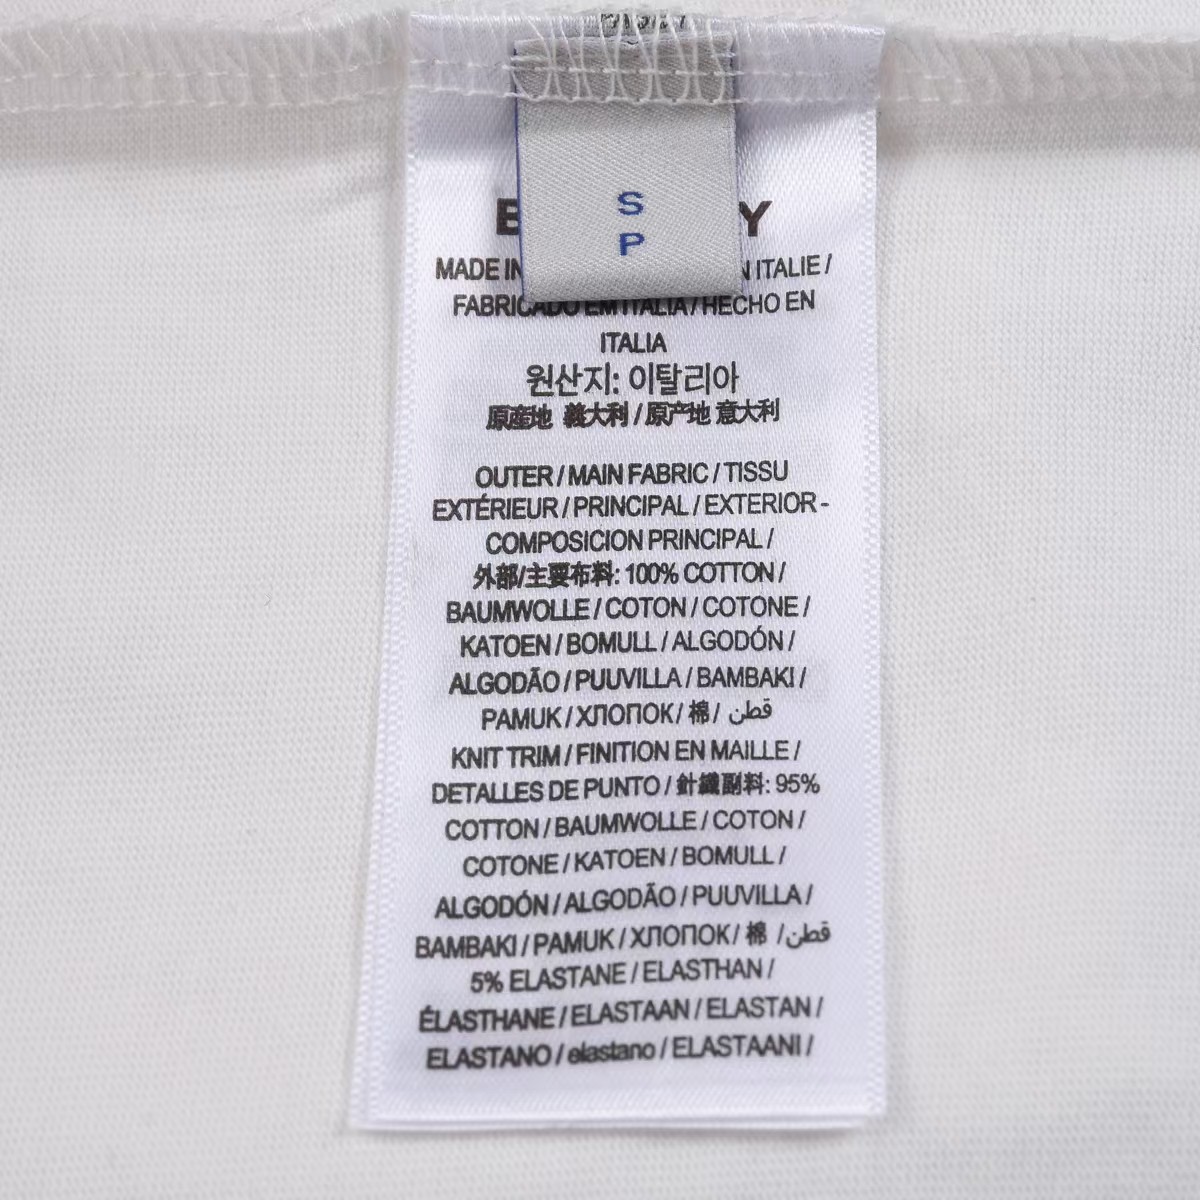 S
P
MADE IN ITALIE /
FABRICADO EM ITALIA / HECHO EN
ITALIA
원산지: 이탈리아
原産地 義大利 / 原产地 意大利
OUTER / MAIN FABRIC / TISSU
EXTÉRIEUR / PRINCIPAL / EXTERIOR -
COMPOSICION PRINCIPAL /
外部/主要布料: 100% COTTON /
BAUMWOLLE / COTON / COTONE /
KATOEN / BOMULL / ALGODÓN /
ALGODÃO / PUUVILLA / BAMBAKI /
PAMUK / ХЛОПОК / 棉 / قطن
KNIT TRIM / FINITION EN MAILLE /
DETALLES DE PUNTO / 針織副料: 95%
COTTON / BAUMWOLLE / COTON /
COTONE / KATOEN / BOMULL /
ALGODÓN / ALGODÃO / PUUVILLA /
BAMBAKI / PAMUK / ХЛОПОК / 棉 / قطن
5% ELASTANE / ELASTHAN /
ÉLASTHANE / ELASTAAN / ELASTAN /
ELASTANO / elastano / ELASTAANI /